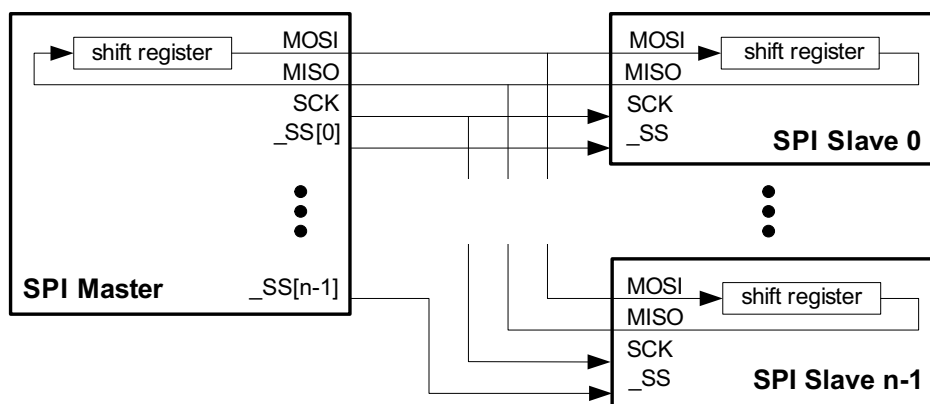 shift register
MOSI
MISO
SCK
_SS[0]
_SS[n-1]
SPI Master
MOSI
shift register
MISO
SCK
_SS
SPI Slave 0
MOSI
shift register
MISO
SCK
_SS
SPI Slave n-1